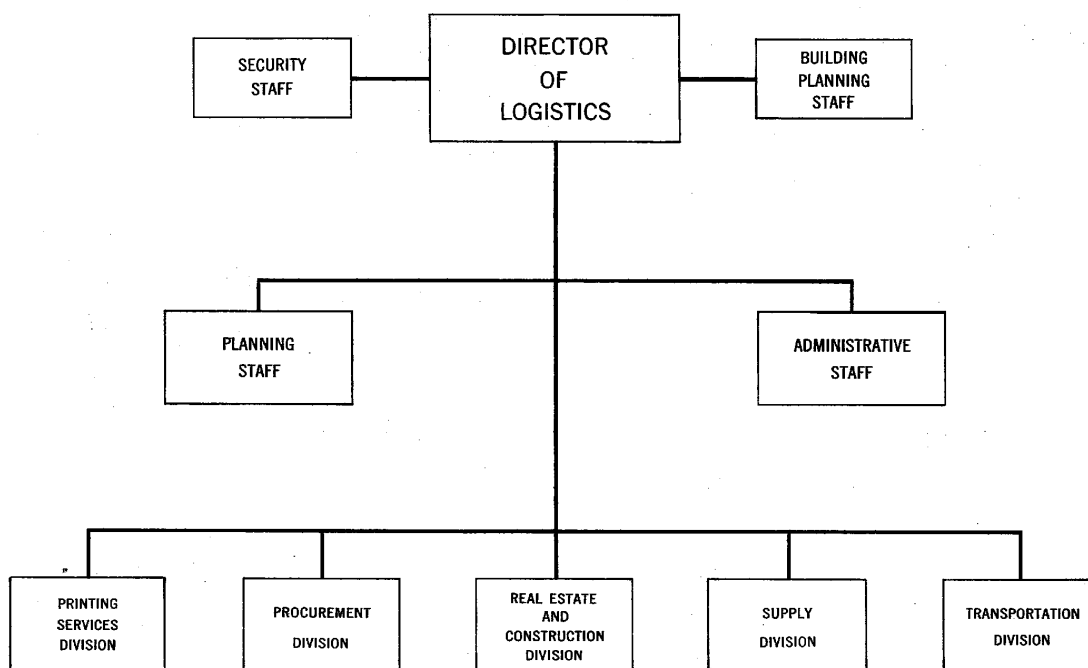 SECURITY
STAFF
DIRECTOR
OF
LOGISTICS
BUILDING
PLANNING
STAFF
PLANNING
STAFF
ADMINISTRATIVE
STAFF
PRINTING
SERVICES
DIVISION
PROCUREMENT
DIVISION
REAL ESTATE
AND
CONSTRUCTION
DIVISION
SUPPLY
DIVISION
TRANSPORTATION
DIVISION